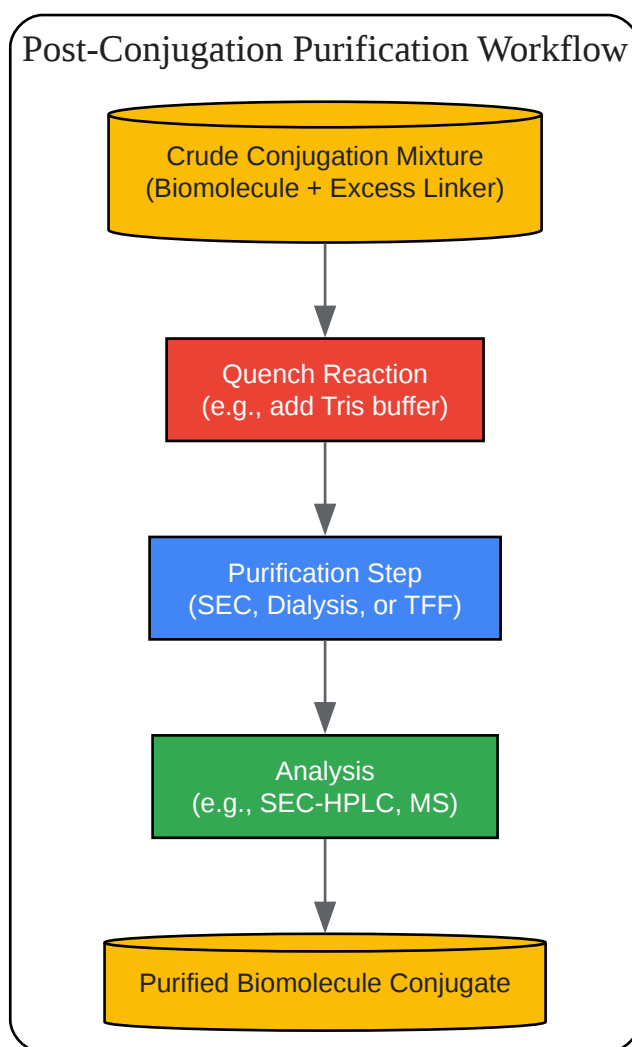 Post-Conjugation Purification Workflow
Crude Conjugation Mixture
(Biomolecule + Excess Linker)
Quench Reaction
(e.g., add Tris buffer)
Purification Step
(SEC, Dialysis, or TFF)
Analysis
(e.g., SEC-HPLC, MS)
Purified Biomolecule Conjugate